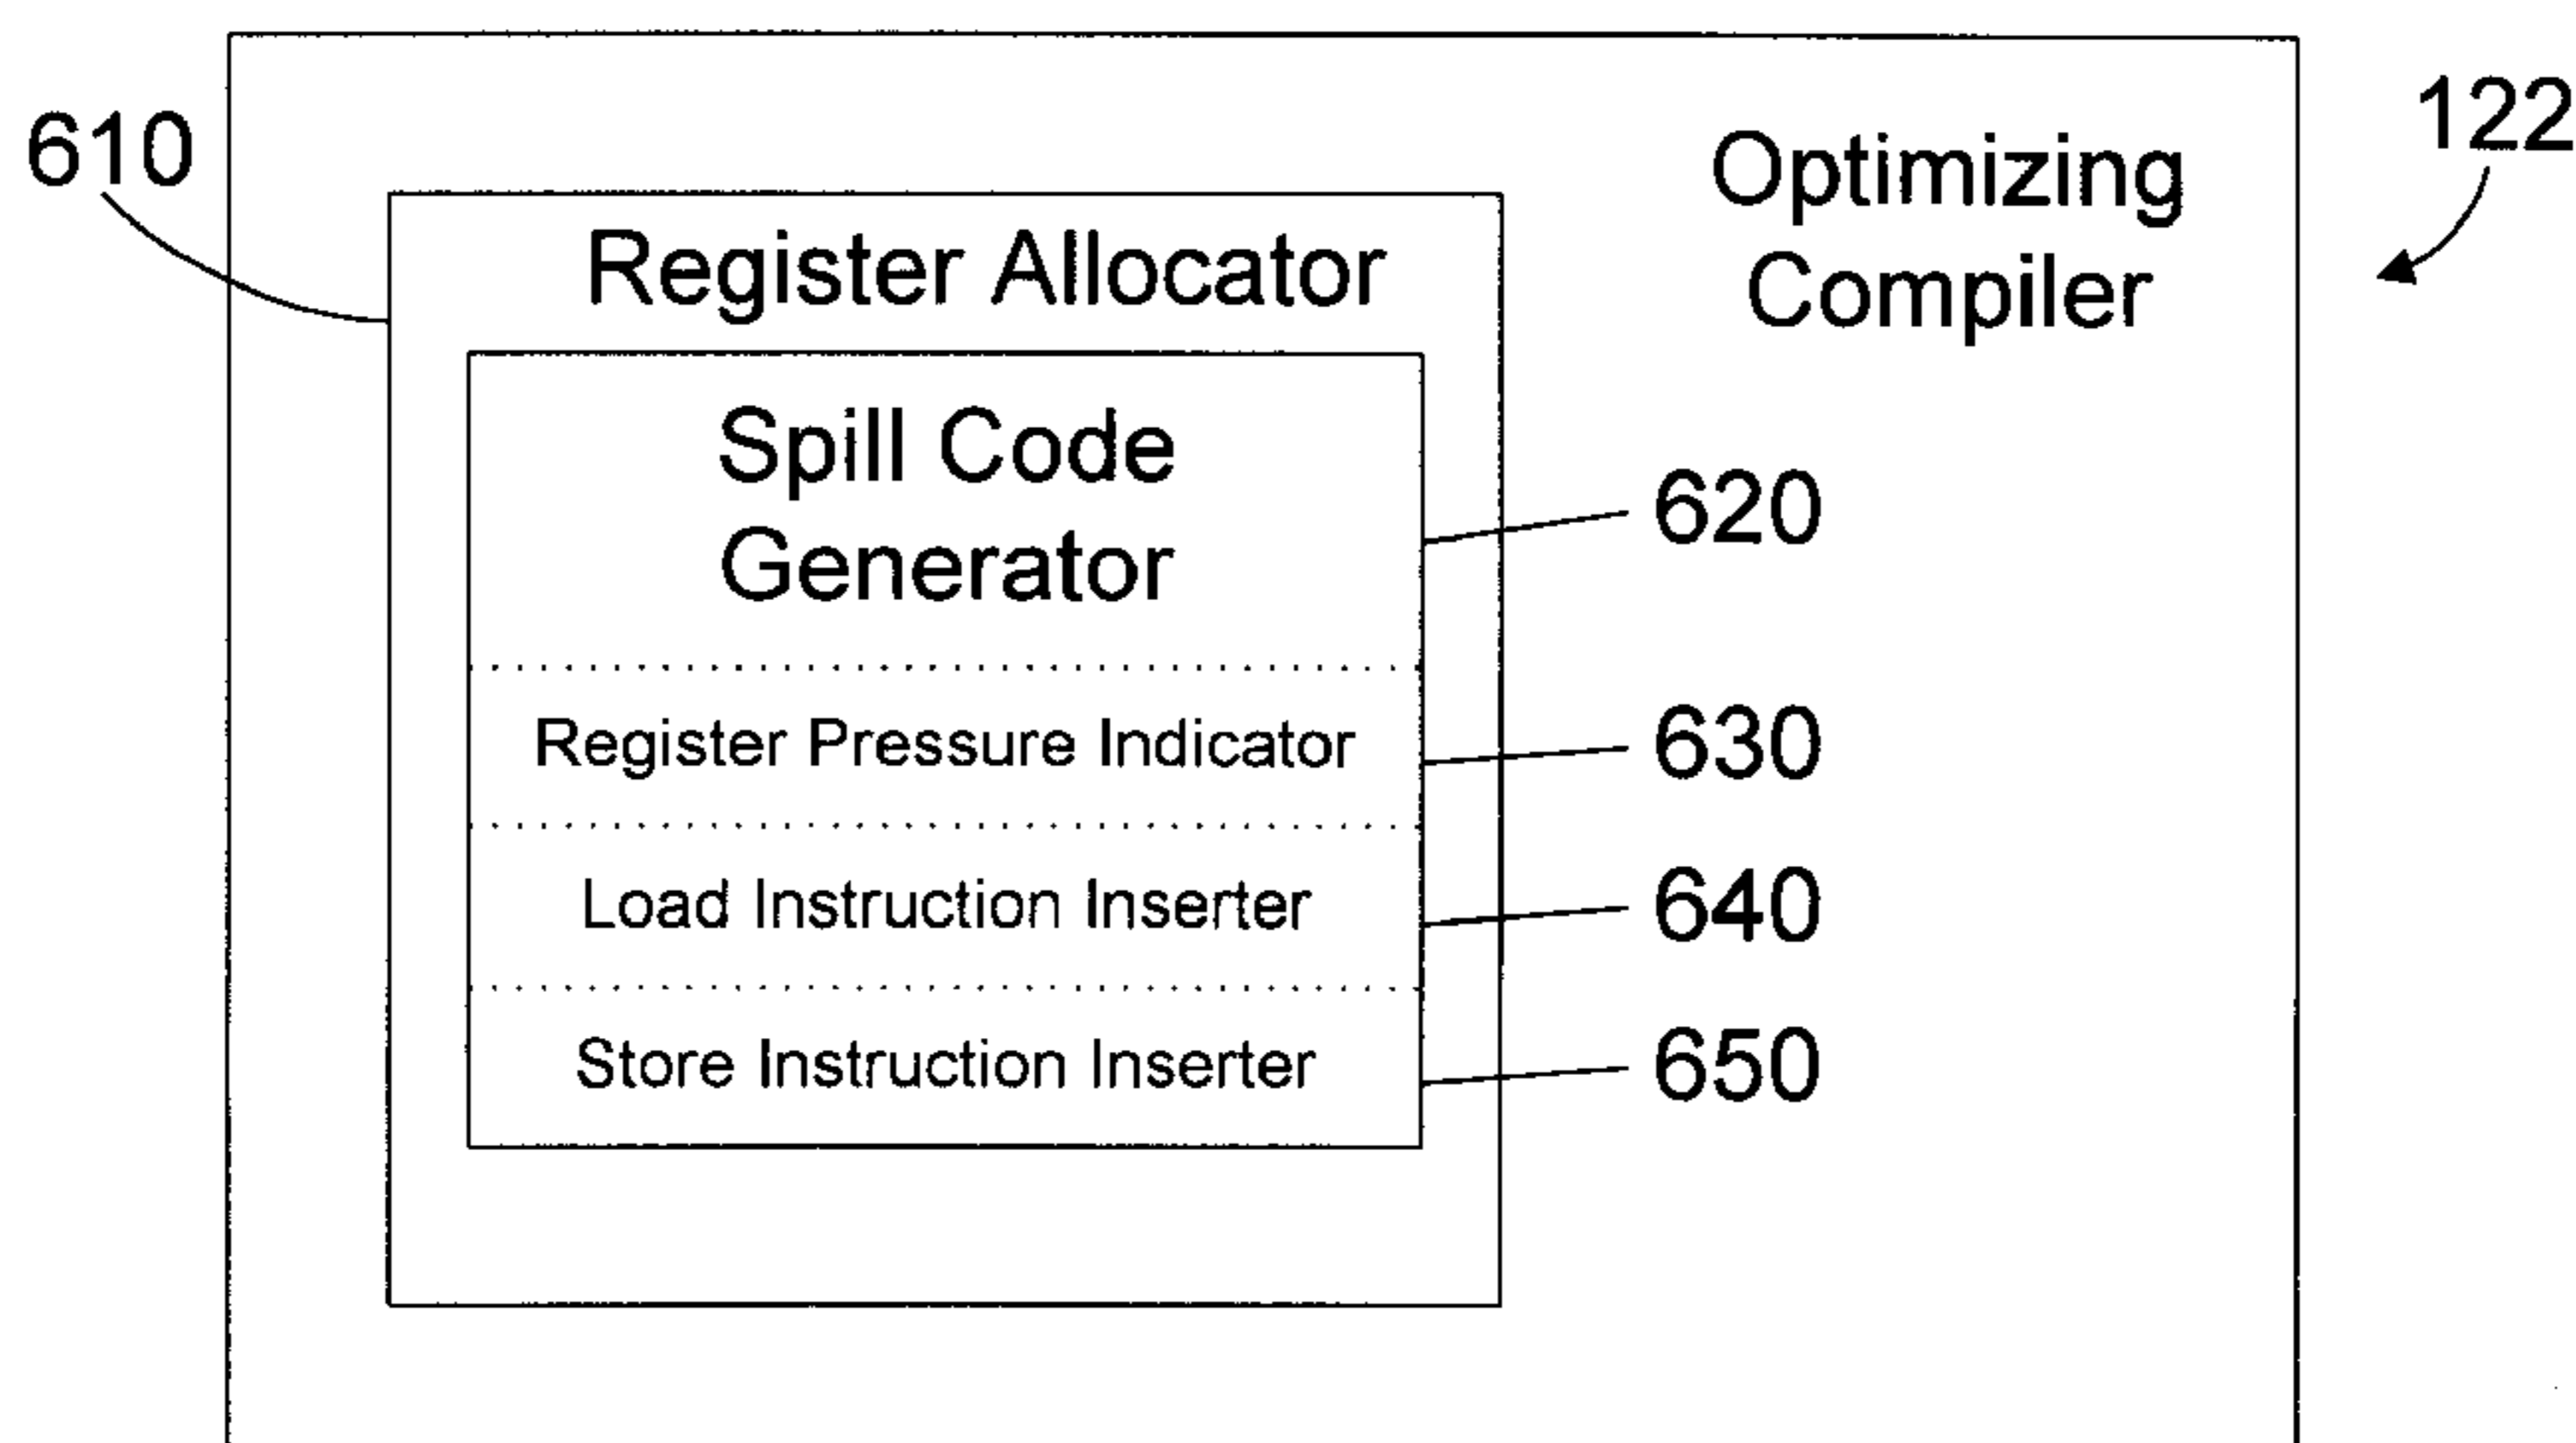 610
122
Optimizing
Compiler
Register Allocator
Spill Code
Generator
620
Register Pressure Indicator
630
Load Instruction Inserter
640
Store Instruction Inserter
650